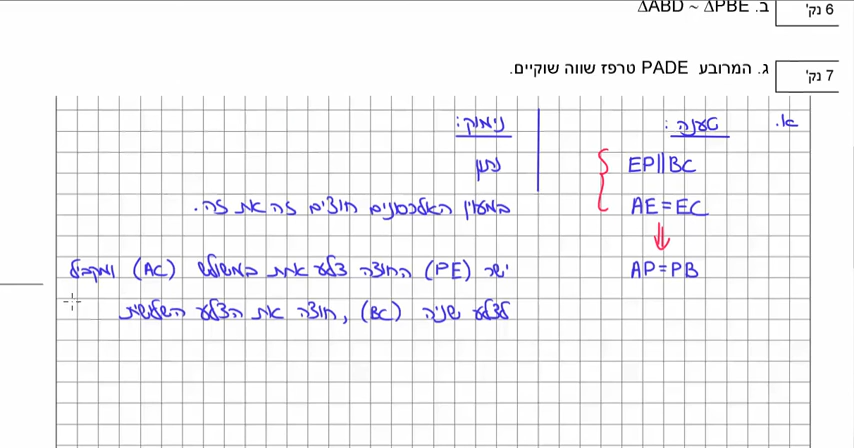 ב. ΔABD ~ ΔPBE
6 נק'
ג. המרובע PADE טרפז שווה שוקיים.
7 נק'
א. טענה: נימוק:
EP||BC נתון
AE=EC במעוין האלכסונים חוצים זה את זה.
AP=PB ישר (PE) החוצה צלע אחת במשולש (AC) ומקביל
לצלע שניה (BC), חוצה את הצלע השלישית